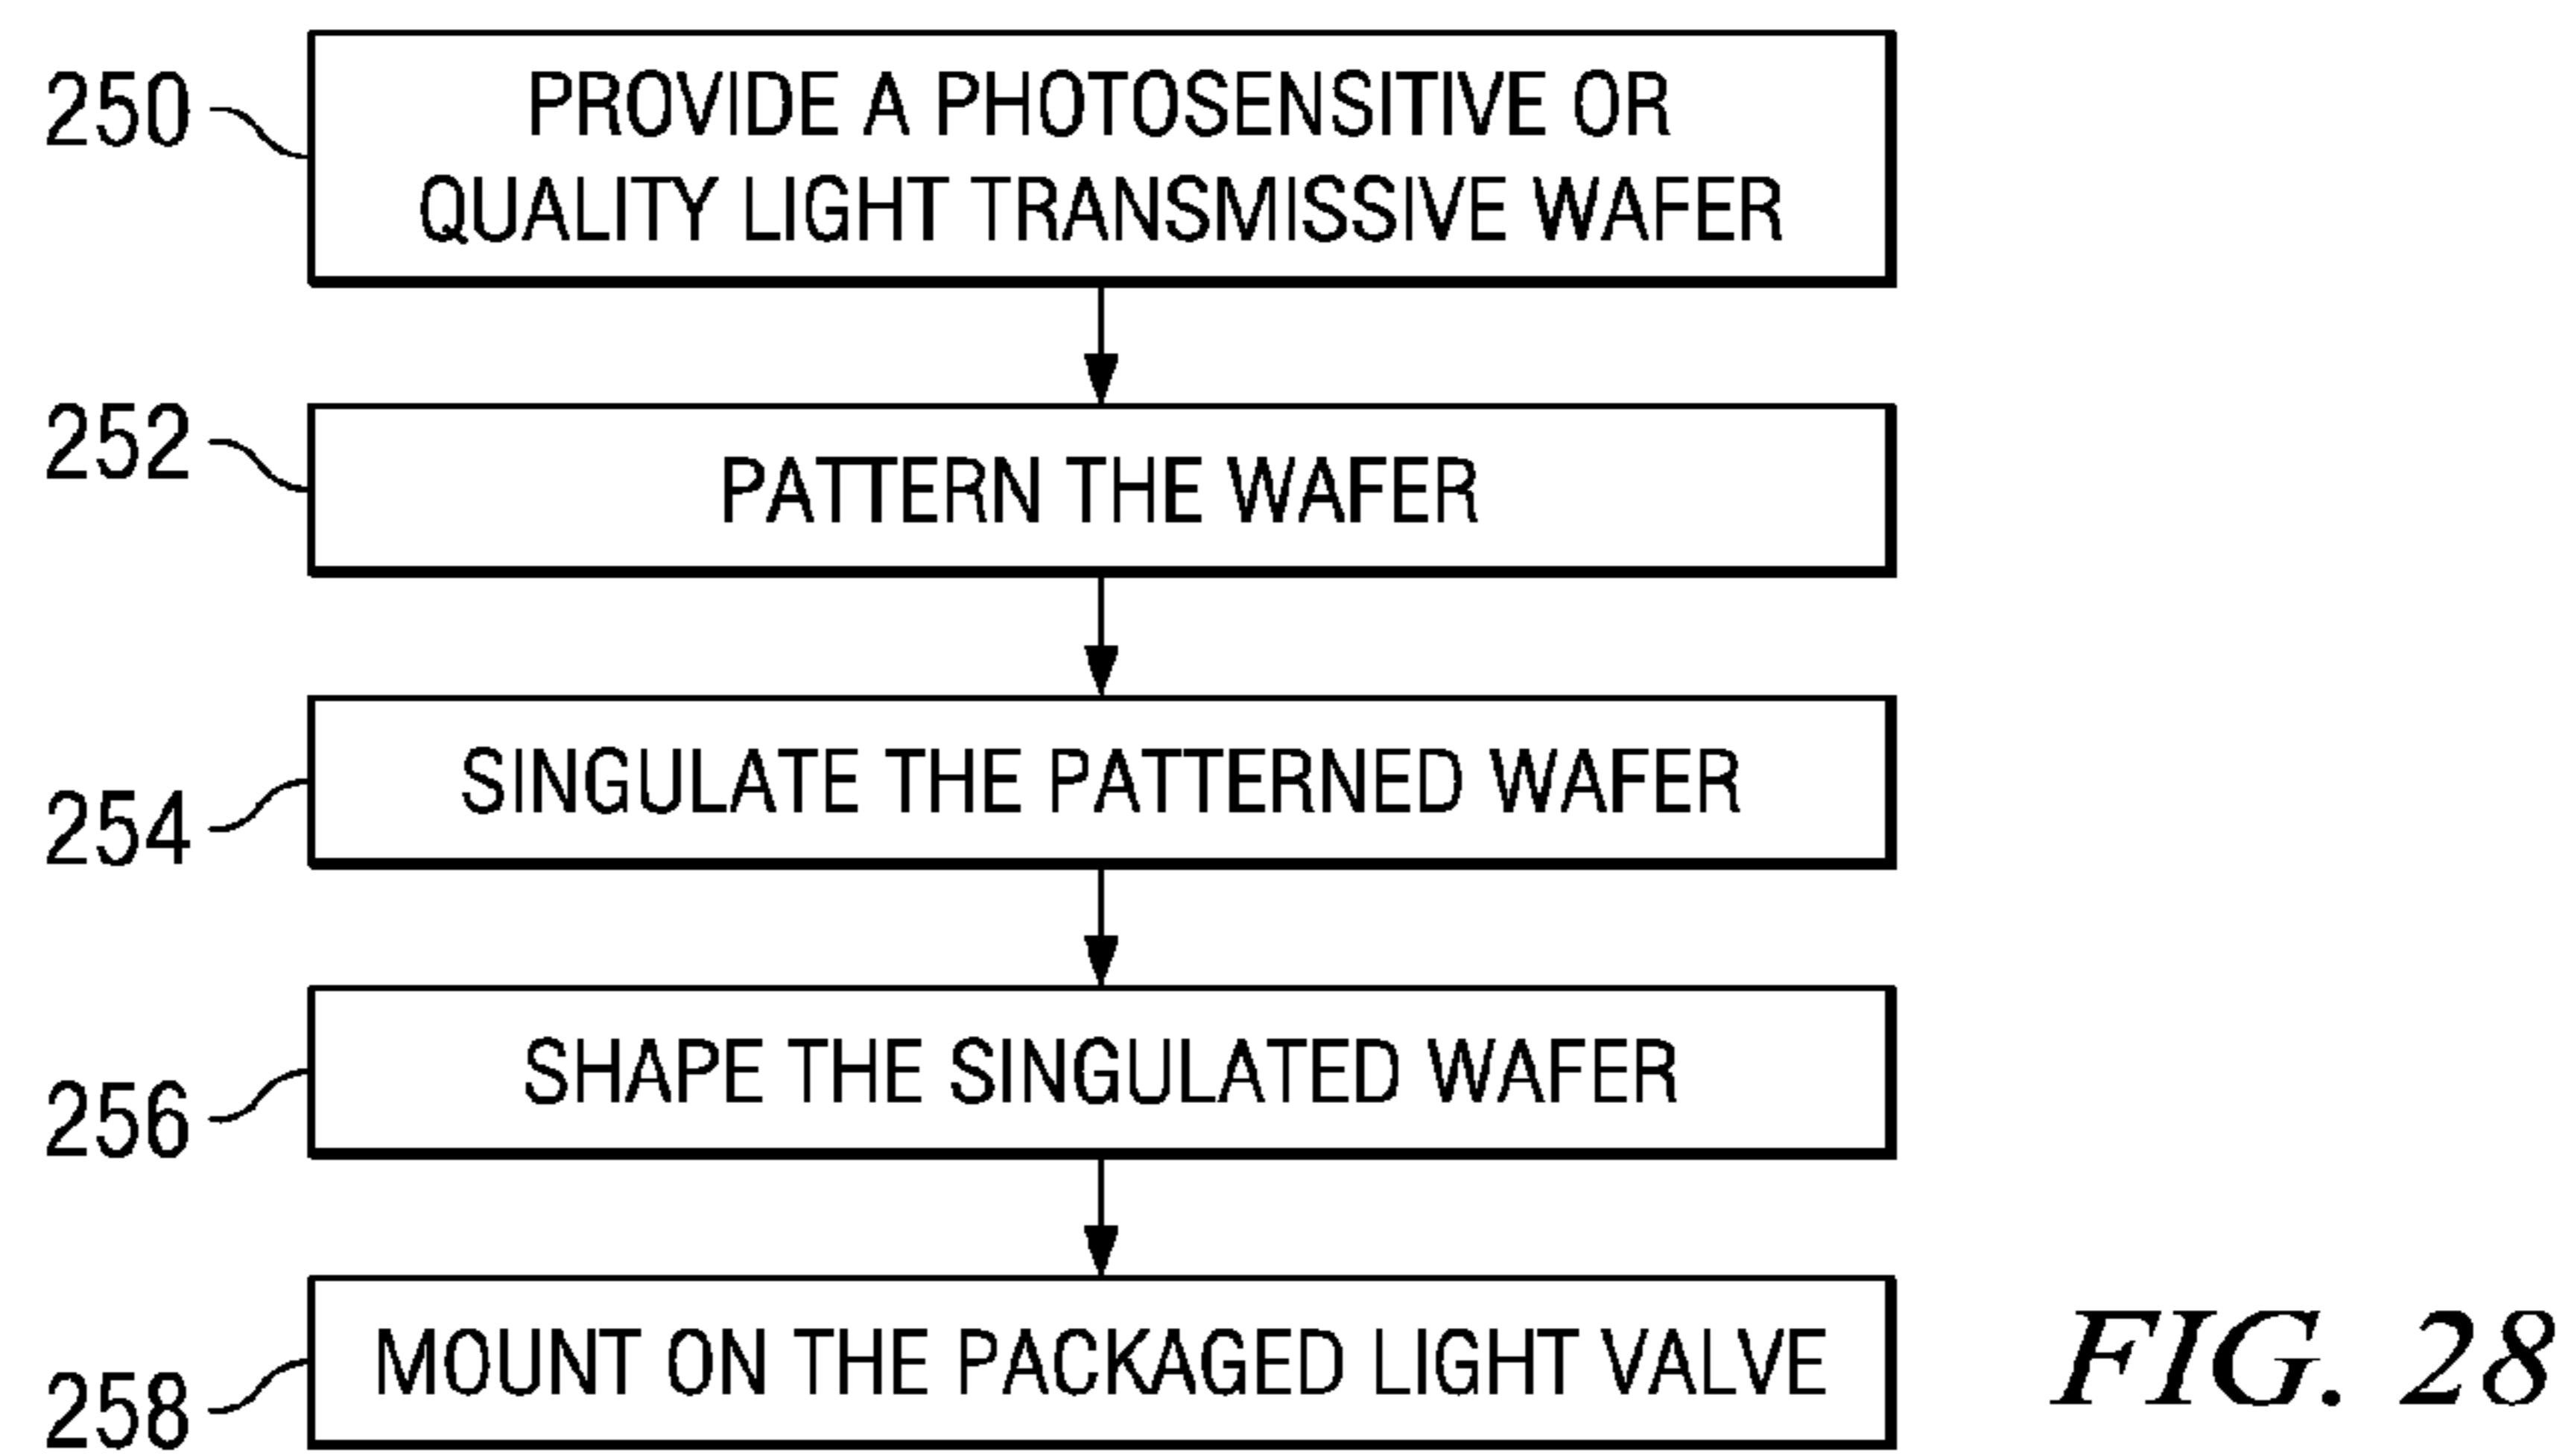 250
PROVIDE A PHOTOSENSITIVE OR
QUALITY LIGHT TRANSMISSIVE WAFER
252
PATTERN THE WAFER
254
SINGULATE THE PATTERNED WAFER
256
SHAPE THE SINGULATED WAFER
258
MOUNT ON THE PACKAGED LIGHT VALVE
FIG. 28